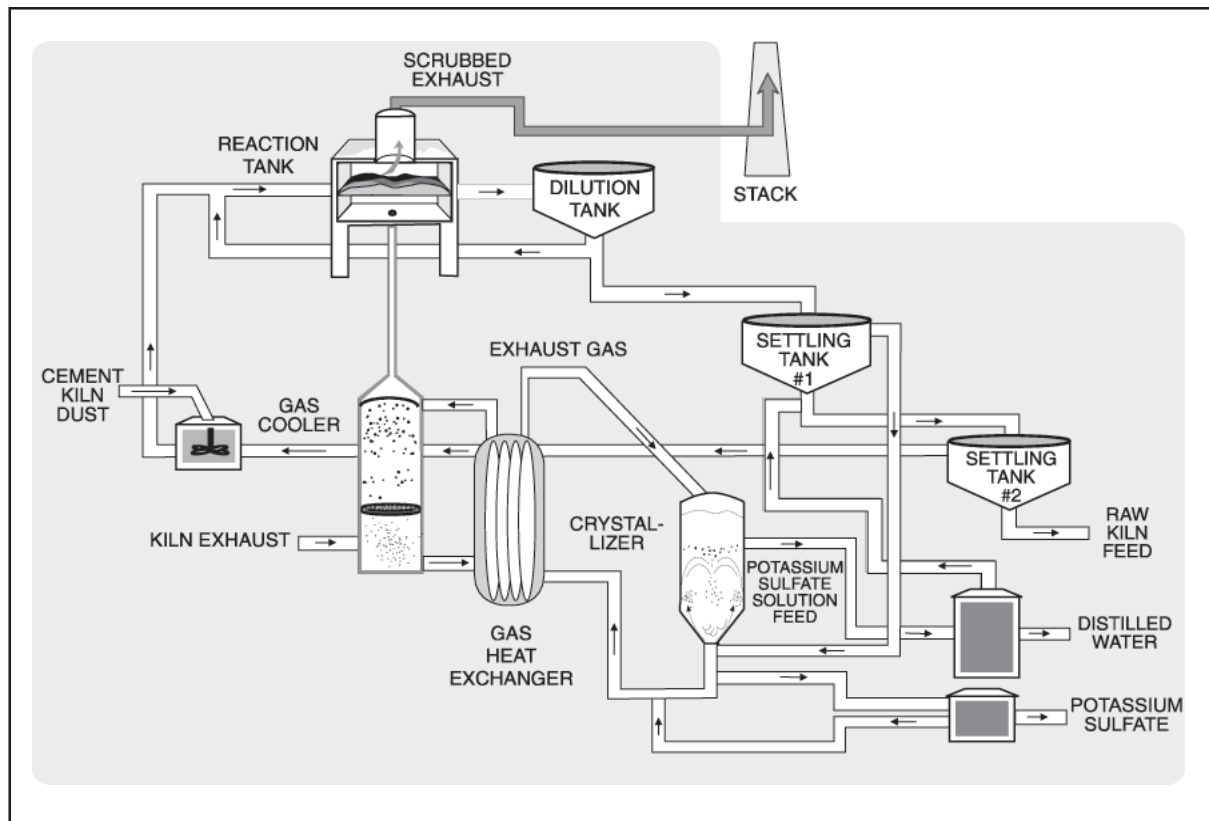 SCRUBBED
EXHAUST
REACTION
TANK
DILUTION
TANK
STACK
SETTLING
TANK
#1
EXHAUST GAS
CEMENT
KILN
DUST
GAS
COOLER
SETTLING
TANK
#2
RAW
KILN
FEED
KILN EXHAUST
CRYSTAL-
LIZER
POTASSIUM
SULFATE
SOLUTION
FEED
GAS
HEAT
EXCHANGER
DISTILLED
WATER
POTASSIUM
SULFATE